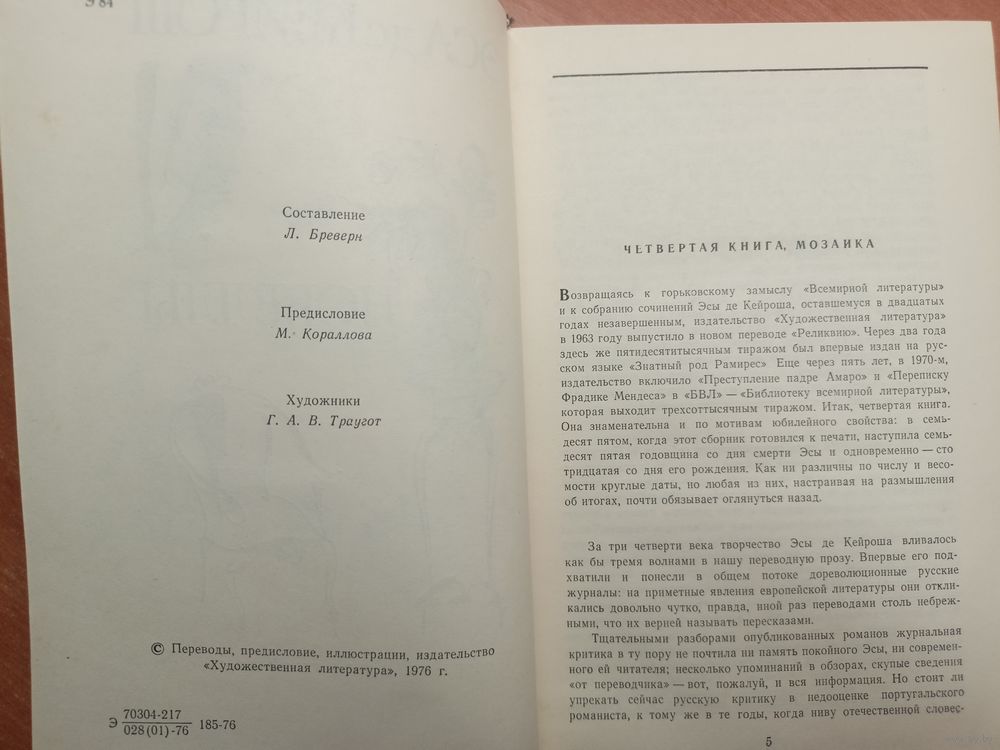 Э 84
Составление
Л. Бреверн
Предисловие
М. Кораллова
Художники
Г. А. В. Траугот
© Переводы, предисловие, иллюстрации, издательство
«Художественная литература», 1976 г.
Э 70304-217
028(01)-76 185-76
ЧЕТВЕРТАЯ КНИГА, МОЗАИКА
Возвращаясь к горьковскому замыслу «Всемирной литературы»
и к собранию сочинений Эсы де Кейроша, оставшемуся в двадцатых
годах незавершенным, издательство «Художественная литература»
в 1963 году выпустило в новом переводе «Реликвию». Через два года
здесь же пятидесятитысячным тиражом был впервые издан на рус-
ском языке «Знатный род Рамирес» Еще через пять лет, в 1970-м,
издательство включило «Преступление падре Амаро» и «Переписку
Фрадике Мендеса» в «БВЛ» — «Библиотеку всемирной литературы»,
которая выходит трехсоттысячным тиражом. Итак, четвертая книга.
Она знаменательна и по мотивам юбилейного свойства: в семь-
десят пятом, когда этот сборник готовился к печати, наступила семь-
десят пятая годовщина со дня смерти Эсы и одновременно — сто
тридцатая со дня его рождения. Как ни различны по числу и весо-
мости круглые даты, но любая из них, настраивая на размышления
об итогах, почти обязывает оглянуться назад.
За три четверти века творчество Эсы де Кейроша вливалось
как бы тремя волнами в нашу переводную прозу. Впервые его под-
хватили и понесли в общем потоке дореволюционные русские
журналы: на приметные явления европейской литературы они откли-
кались довольно чутко, правда, иной раз переводами столь небреж-
ными, что их верней называть пересказами.
Тщательными разборами опубликованных романов журнальная
критика в ту пору не почтила ни память покойного Эсы, ни современ-
ного ей читателя; несколько упоминаний в обзорах, скупые сведения
«от переводчика» — вот, пожалуй, и вся информация. Но стоит ли
упрекать сейчас русскую критику в недооценке португальского
романиста, к тому же в те годы, когда ниву отечественной словес-
5